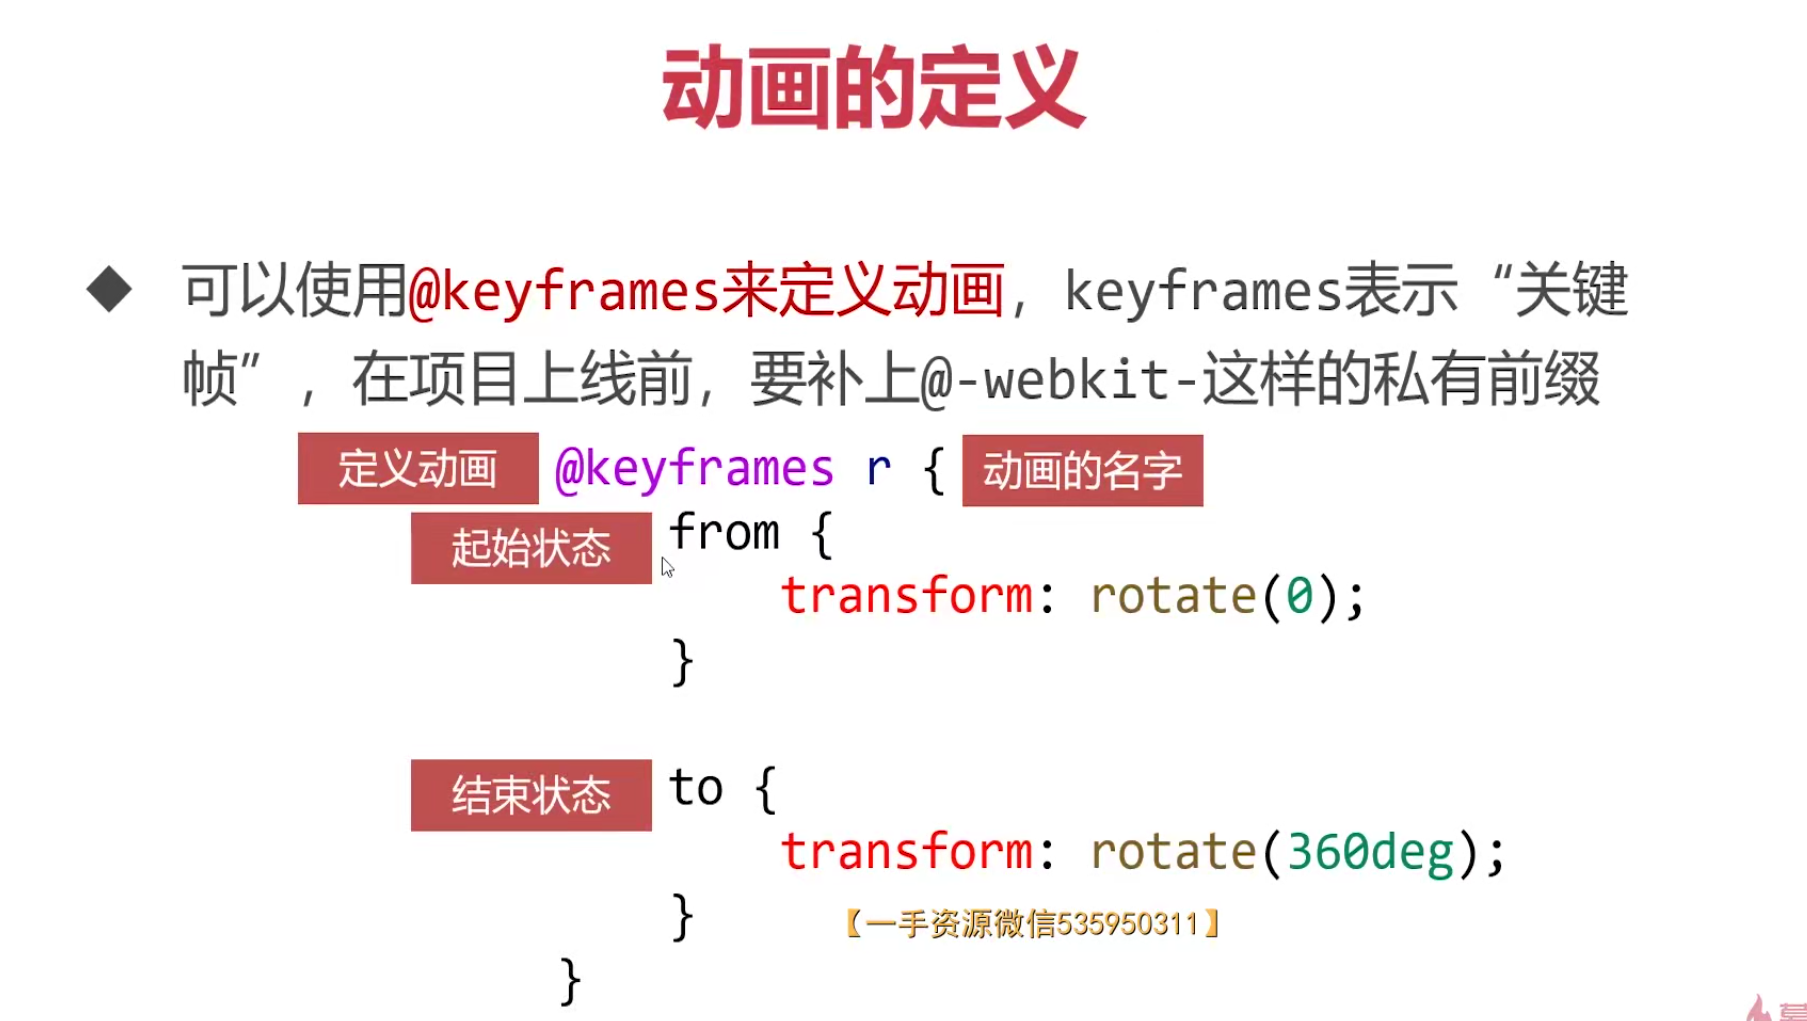 动画的定义
◆ 可以使用@keyframes来定义动画，keyframes表示“关键
帧”，在项目上线前，要补上@-webkit-这样的私有前缀
定义动画 @keyframes r { 动画的名字
起始状态 from {
transform: rotate(0);
}
结束状态 to {
transform: rotate(360deg);
}
【一手资源微信535950311】
}